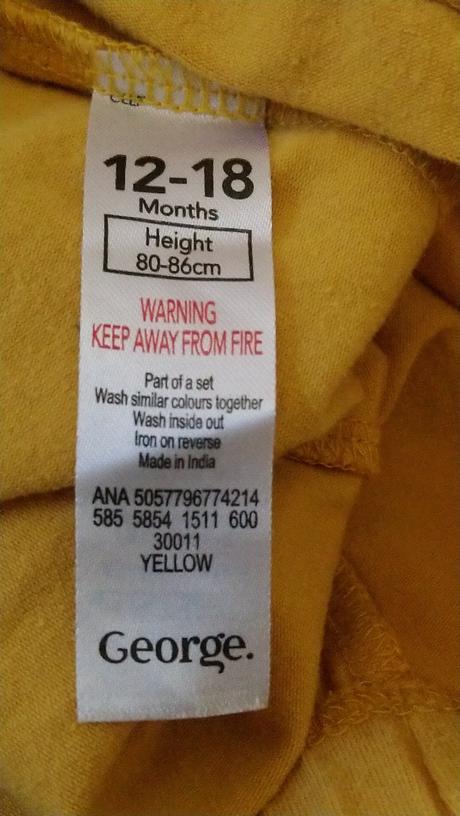 12-18
Months
Height
80-86cm
WARNING
KEEP AWAY FROM FIRE
Part of a set
Wash similar colours together
Wash inside out
Iron on reverse
Made in India
ANA 5057796774214
585 5854 1511 600
30011
YELLOW
George.